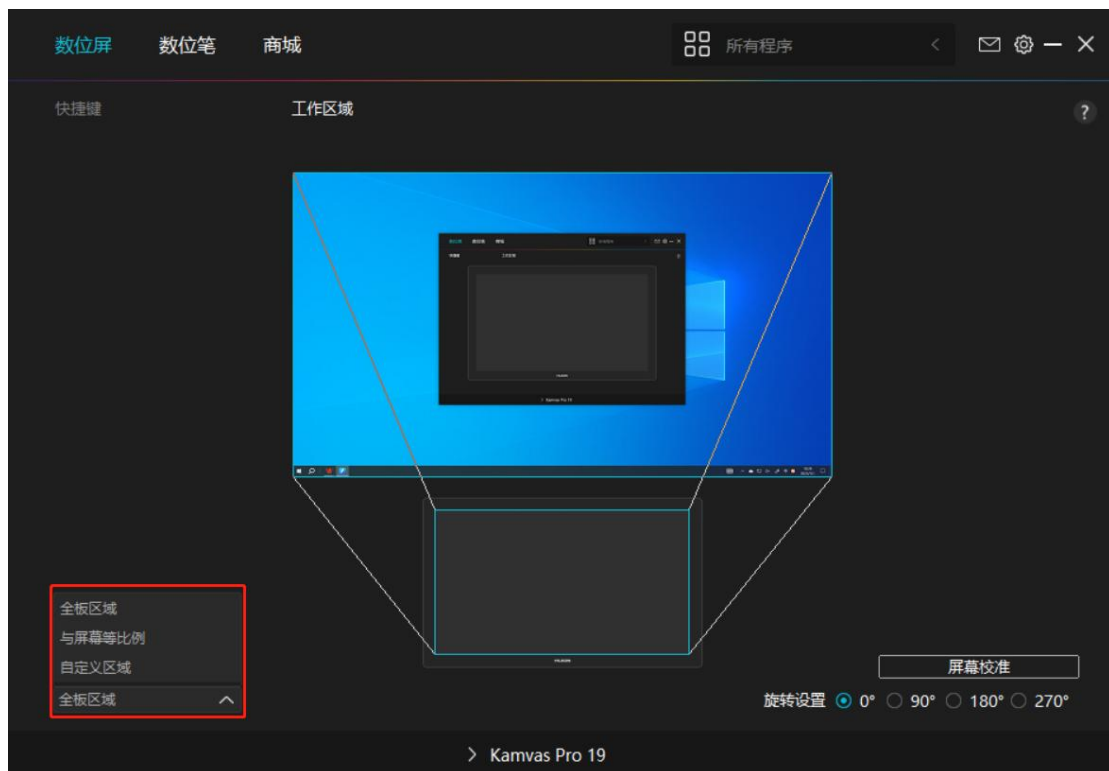 数位屏 数位笔 商城 所有程序
快捷键 工作区域 ?
全板区域
与屏幕等比例
自定义区域
全板区域
屏幕校准
旋转设置 0° 90° 180° 270°
Kamvas Pro 19